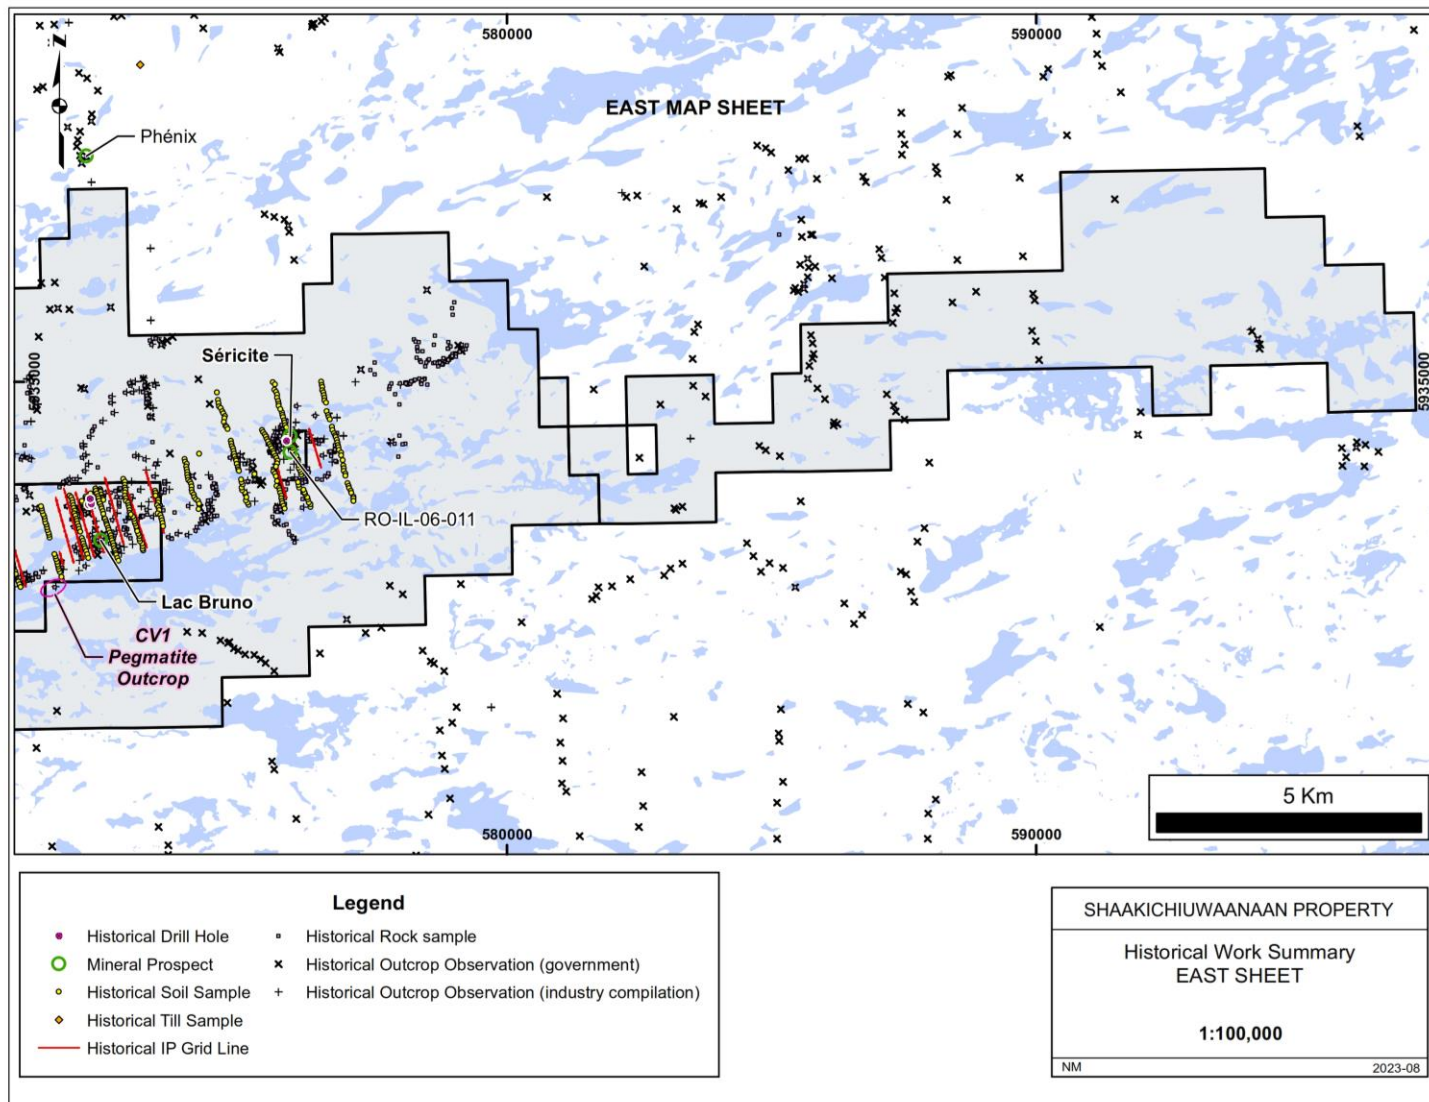 580000
590000
N
EAST MAP SHEET
Phénix
Séricite
5935000
5935000
RO-IL-06-011
Lac Bruno
CV1
Pegmatite
Outcrop
5 Km
580000
590000
Legend
Historical Drill Hole
Mineral Prospect
Historical Soil Sample
Historical Till Sample
Historical IP Grid Line
Historical Rock sample
Historical Outcrop Observation (government)
Historical Outcrop Observation (industry compilation)
SHAAKICHIUWAANAAN PROPERTY
Historical Work Summary
EAST SHEET
1:100,000
NM
2023-08